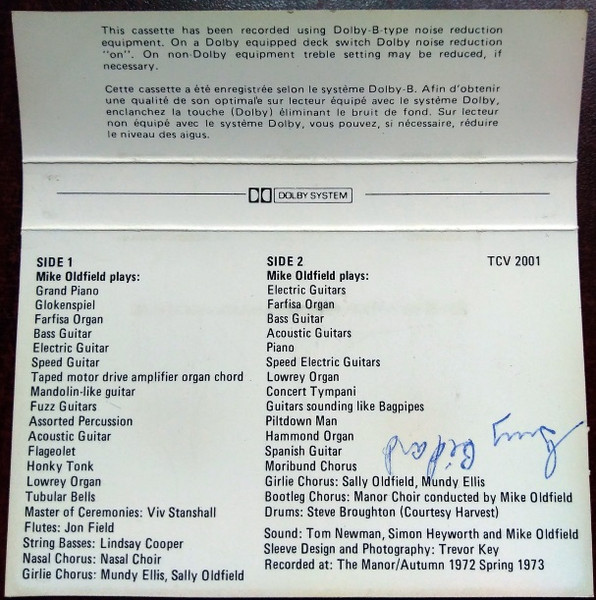 This cassette has been recorded using Dolby-B-type noise reduction
equipment. On a Dolby equipped deck switch Dolby noise reduction
"on". On non-Dolby equipment treble setting may be reduced, if
necessary.
Cette cassette a été enregistrée selon le systéme Dolby-B. Afin d'obtenir
une qualité de son optimale sur lecteur équipé avec le systéme Dolby,
enclanchez la touche (Dolby) éliminant le bruit de fond. Sur lecteur
non équipé avec le systéme Dolby, vous pouvez, si nécessaire, réduire
le niveau des aigus.
DOLBY SYSTEM
SIDE 1
Mike Oldfield plays:
Grand Piano
Glokenspiel
Farfisa Organ
Bass Guitar
Electric Guitar
Speed Guitar
Taped motor drive amplifier organ chord
Mandolin-like guitar
Fuzz Guitars
Assorted Percussion
Acoustic Guitar
Flageolet
Honky Tonk
Lowrey Organ
Tubular Bells
Master of Ceremonies: Viv Stanshall
Flutes: Jon Field
String Basses: Lindsay Cooper
Nasal Chorus: Nasal Choir
Girlie Chorus: Mundy Ellis, Sally Oldfield
SIDE 2
Mike Oldfield plays:
Electric Guitars
Farfisa Organ
Bass Guitar
Acoustic Guitars
Piano
Speed Electric Guitars
Lowrey Organ
Concert Tympani
Guitars sounding like Bagpipes
Piltdown Man
Hammond Organ
Spanish Guitar
Moribund Chorus
Girlie Chorus: Sally Oldfield, Mundy Ellis
Bootleg Chorus: Manor Choir conducted by Mike Oldfield
Drums: Steve Broughton (Courtesy Harvest)
Sound: Tom Newman, Simon Heyworth and Mike Oldfield
Sleeve Design and Photography: Trevor Key
Recorded at: The Manor/Autumn 1972 Spring 1973
TCV 2001
Bédard